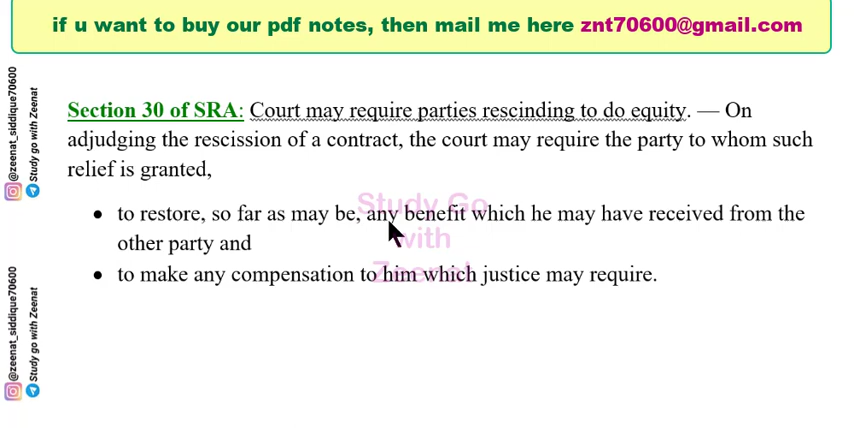 if u want to buy our pdf notes, then mail me here znt70600@gmail.com
Section 30 of SRA: Court may require parties rescinding to do equity. — On
adjudging the rescission of a contract, the court may require the party to whom such
relief is granted,
• to restore, so far as may be, any benefit which he may have received from the
other party and
• to make any compensation to him which justice may require.
Study Go
with
Zeenat
@zeenat_siddique70600
Study go with Zeenat
@zeenat_siddique70600
Study go with Zeenat